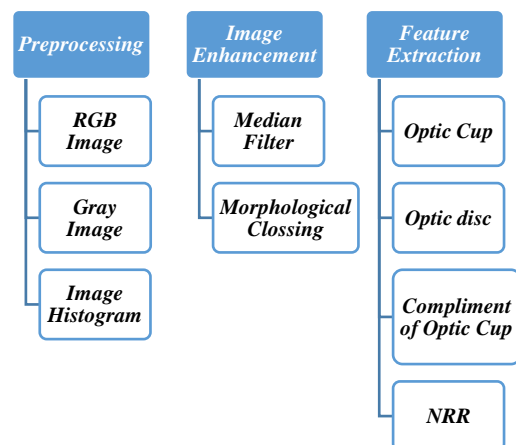 Preprocessing
RGB
Image
Gray
Image
Image
Histogram
Image
Enhancement
Median
Filter
Morphological
Clossing
Feature
Extraction
Optic Cup
Optic disc
Compliment
of Optic Cup
NRR